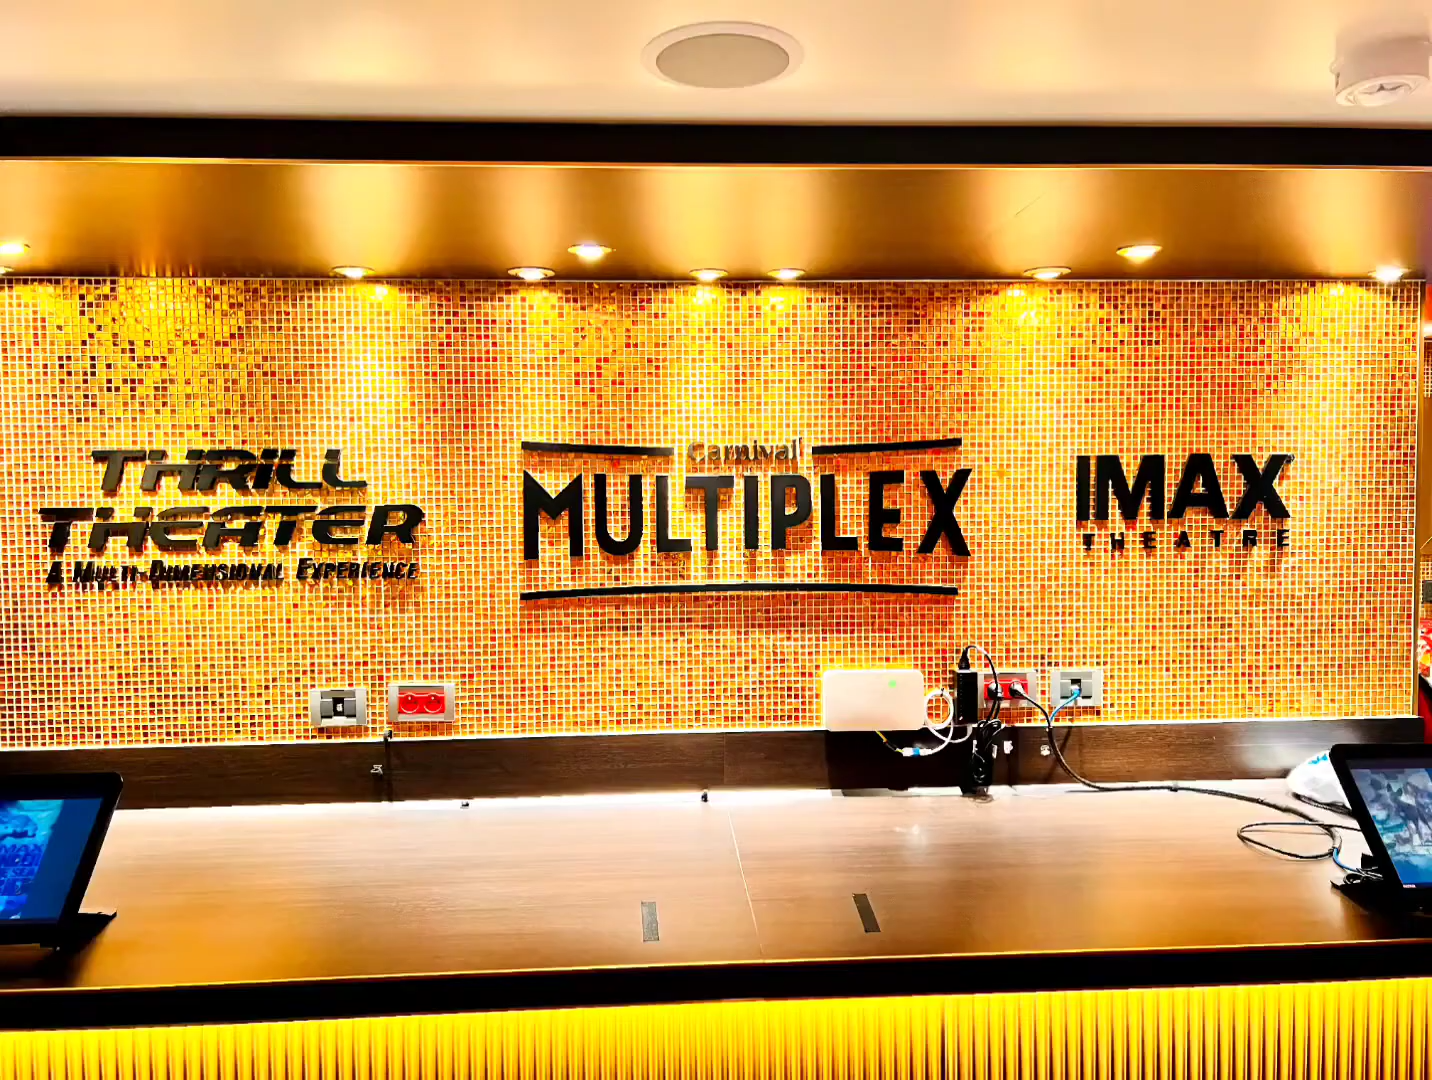 THRILL
THEATER
A MULTI-DIMENSIONAL EXPERIENCE
Carnival
MULTIPLEX
IMAX
THEATRE